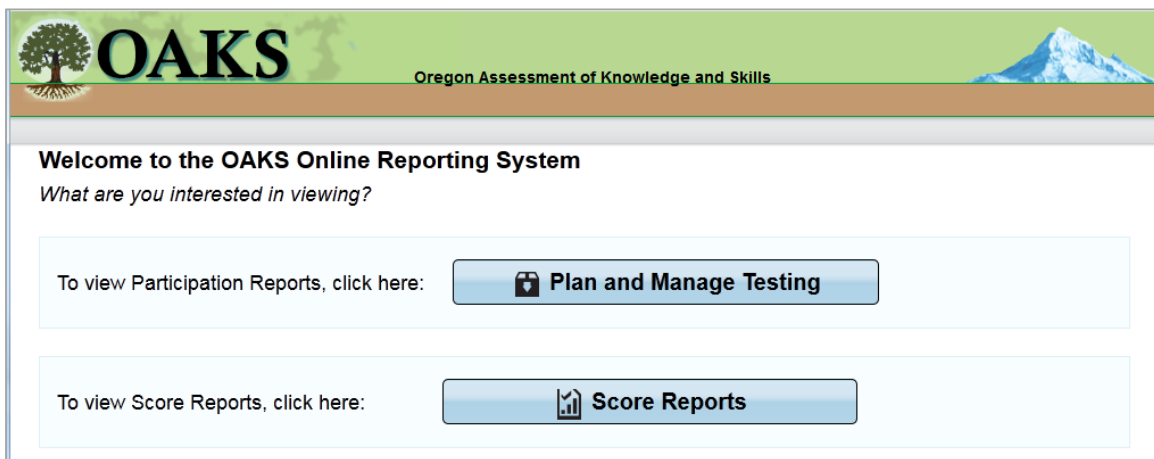 OAKS
Oregon Assessment of Knowledge and Skills
Welcome to the OAKS Online Reporting System
What are you interested in viewing?
To view Participation Reports, click here: Plan and Manage Testing
To view Score Reports, click here: Score Reports